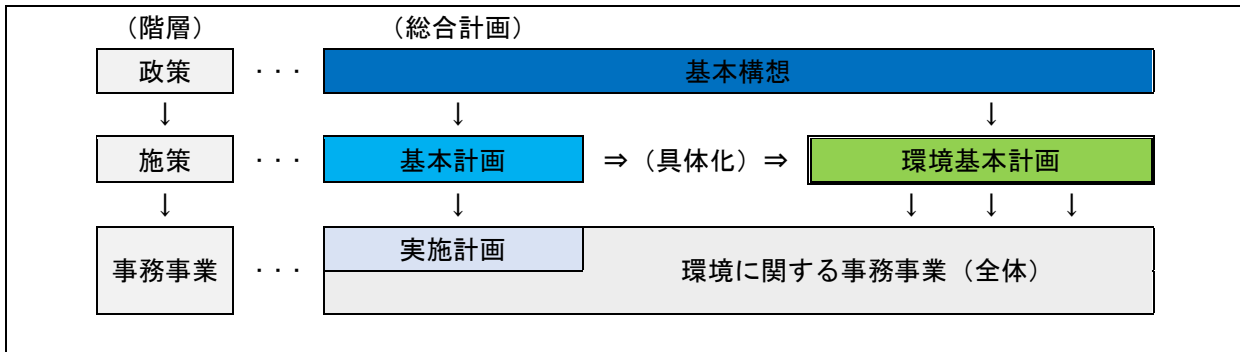 （階層） （総合計画）
政策 ・・・ 基本構想
↓ ↓ ↓
施策 ・・・ 基本計画 ⇒（具体化）⇒ 環境基本計画
↓ ↓ ↓ ↓ ↓
実施計画
事務事業 ・・・ 環境に関する事務事業（全体）